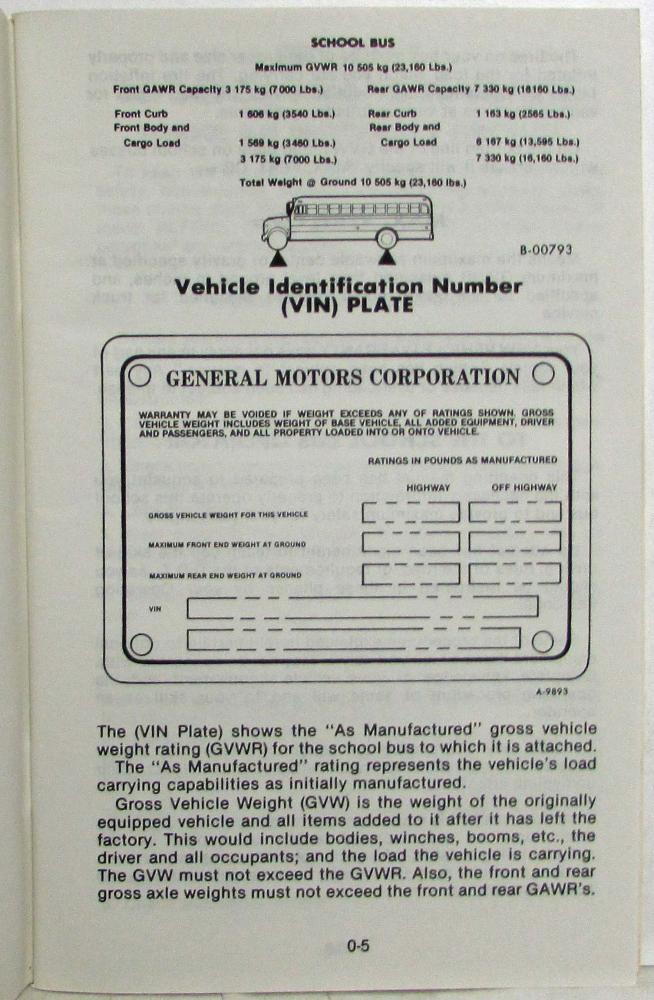 SCHOOL BUS
Maximum GVWR 10 505 kg (23,160 Lbs.)
Front GAWR Capacity 3 175 kg (7000 Lbs.) Rear GAWR Capacity 7 330 kg (16160 Lbs.)
Front Curb 1 606 kg (3540 Lbs.) Rear Curb 1 163 kg (2565 Lbs.)
Front Body and Rear Body and
Cargo Load 1 569 kg (3460 Lbs.) Cargo Load 6 167 kg (13,595 Lbs.)
3 175 kg (7000 Lbs.) 7 330 kg (16,160 Lbs.)
Total Weight @ Ground 10 505 kg (23,160 lbs.)
B-00793
Vehicle Identification Number
(VIN) PLATE
GENERAL MOTORS CORPORATION
WARRANTY MAY BE VOIDED IF WEIGHT EXCEEDS ANY OF RATINGS SHOWN. GROSS
VEHICLE WEIGHT INCLUDES WEIGHT OF BASE VEHICLE, ALL ADDED EQUIPMENT, DRIVER
AND PASSENGERS, AND ALL PROPERTY LOADED INTO OR ONTO VEHICLE.
RATINGS IN POUNDS AS MANUFACTURED
HIGHWAY OFF HIGHWAY
GROSS VEHICLE WEIGHT FOR THIS VEHICLE
MAXIMUM FRONT END WEIGHT AT GROUND
MAXIMUM REAR END WEIGHT AT GROUND
VIN
A-9893
The (VIN Plate) shows the "As Manufactured" gross vehicle
weight rating (GVWR) for the school bus to which it is attached.
The "As Manufactured" rating represents the vehicle's load
carrying capabilities as initially manufactured.
Gross Vehicle Weight (GVW) is the weight of the originally
equipped vehicle and all items added to it after it has left the
factory. This would include bodies, winches, booms, etc., the
driver and all occupants; and the load the vehicle is carrying.
The GVW must not exceed the GVWR. Also, the front and rear
gross axle weights must not exceed the front and rear GAWR's.
0-5